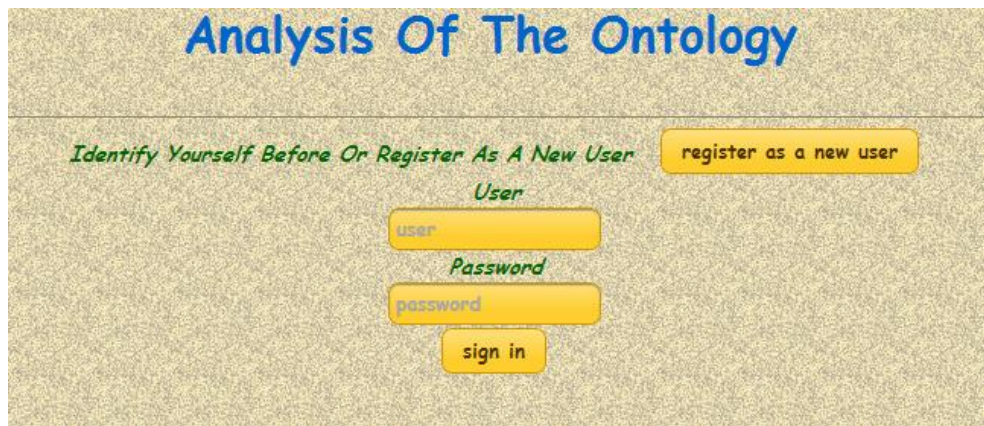 Analysis Of The Ontology
Identify Yourself Before Or Register As A New User register as a new user
User
user
Password
password
sign in